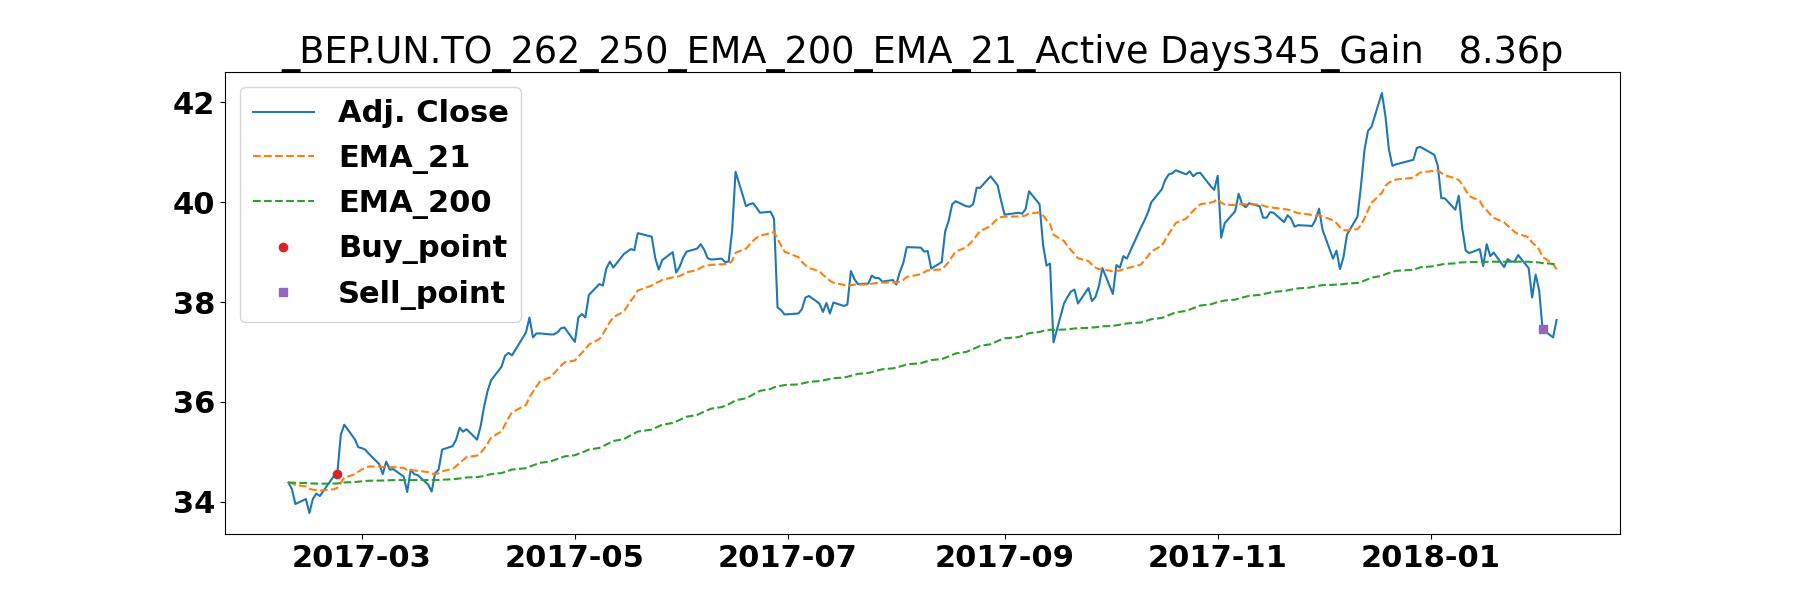 _BEP.UN.TO_262_250_EMA_200_EMA_21_Active Days345_Gain   8.36p
42
40
38
36
34
Adj. Close
EMA_21
EMA_200
Buy_point
Sell_point
2017-03 2017-05 2017-07 2017-09 2017-11 2018-01